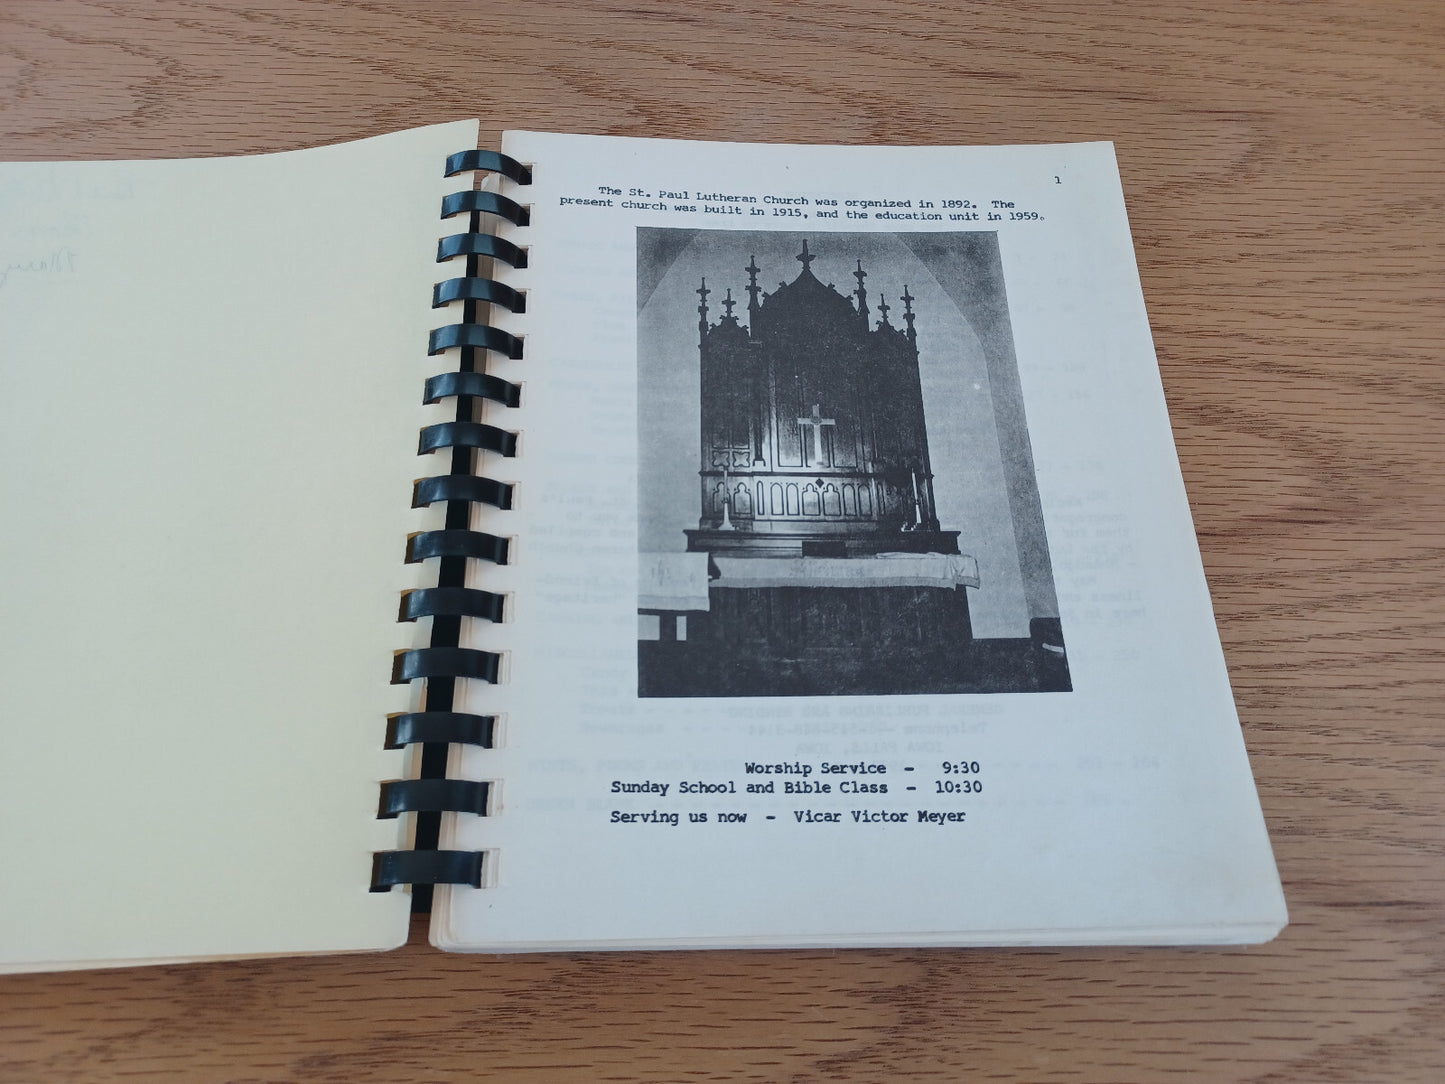 1
The St. Paul Lutheran Church was organized in 1892. The
present church was built in 1915, and the education unit in 1959.
Worship Service - 9:30
Sunday School and Bible Class - 10:30
Serving us now - Vicar Victor Meyer